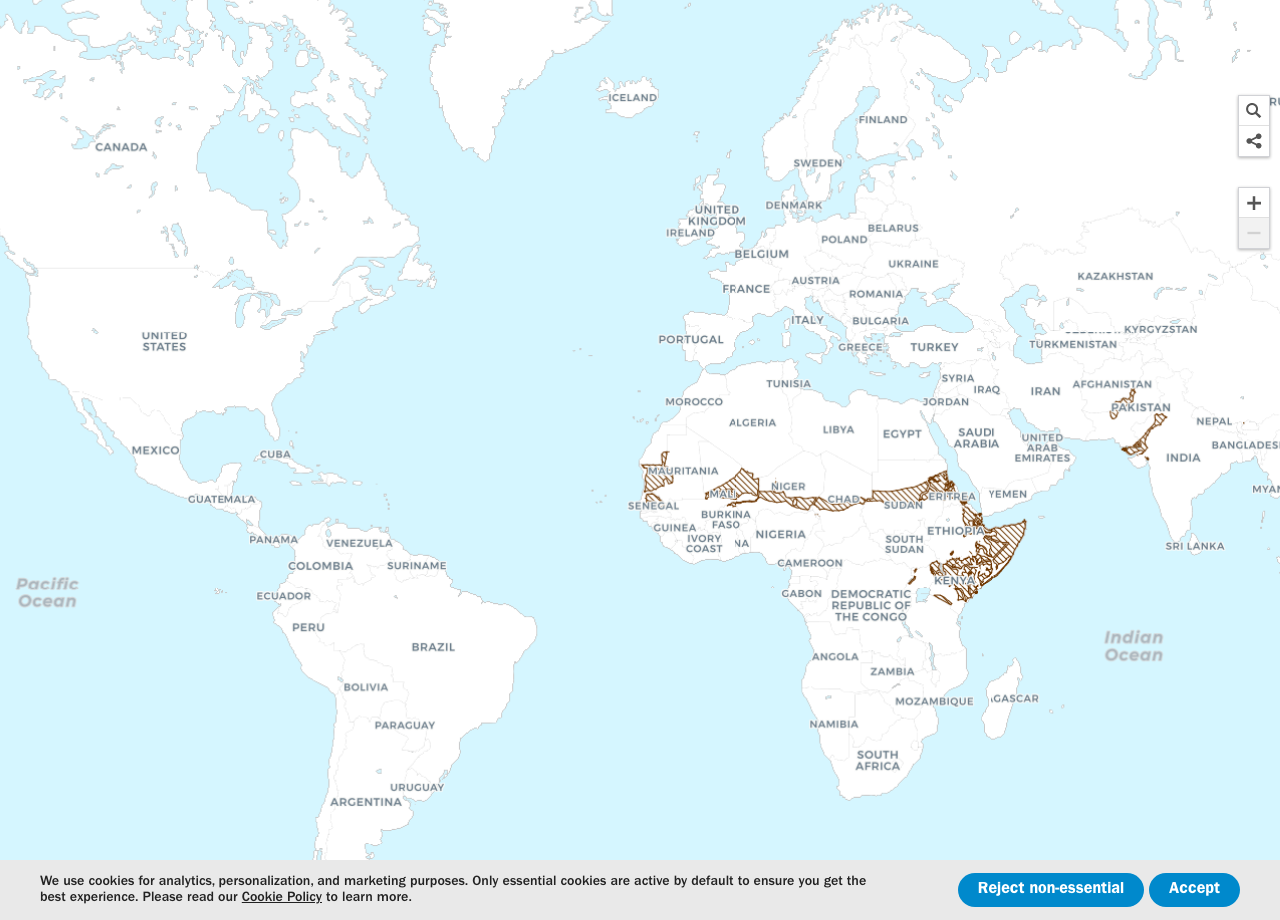 ICELAND
FINLAND
CANADA
SWEDEN
DENMARK
UNITED
KINGDOM
IRELAND
BELARUS
POLAND
BELGIUM
UKRAINE
KAZAKHSTAN
AUSTRIA
FRANCE
ROMANIA
ITALY
BULGARIA
KYRGYZSTAN
UNITED
STATES
PORTUGAL
GREECE
TURKEY
TURKMENISTAN
SYRIA
TUNISIA
AFGHANISTAN
IRAQ
IRAN
MOROCCO
JORDAN
PAKISTAN
ALGERIA
LIBYA
EGYPT
SAUDI
ARABIA
NEPAL
UNITED
ARAB
EMIRATES
BANGLADESH
MEXICO
CUBA
INDIA
MAURITANIA
NIGER
MYAN
GUATEMALA
MALI
CHAD
ERITREA
YEMEN
SENEGAL
SUDAN
BURKINA
FASO
GUINEA
ETHIOPIA
NIGERIA
IVORY
COAST
NA
PANAMA
VENEZUELA
SOUTH
SUDAN
SRI LANKA
COLOMBIA
SURINAME
CAMEROON
KENYA
Pacific
Ocean
ECUADOR
GABON
DEMOCRATIC
REPUBLIC OF
THE CONGO
PERU
BRAZIL
Indian
Ocean
ANGOLA
ZAMBIA
BOLIVIA
MOZAMBIQUE
GASCAR
PARAGUAY
NAMIBIA
SOUTH
AFRICA
URUGUAY
ARGENTINA
We use cookies for analytics, personalization, and marketing purposes. Only essential cookies are active by default to ensure you get the
best experience. Please read our Cookie Policy to learn more.
Reject non-essential
Accept